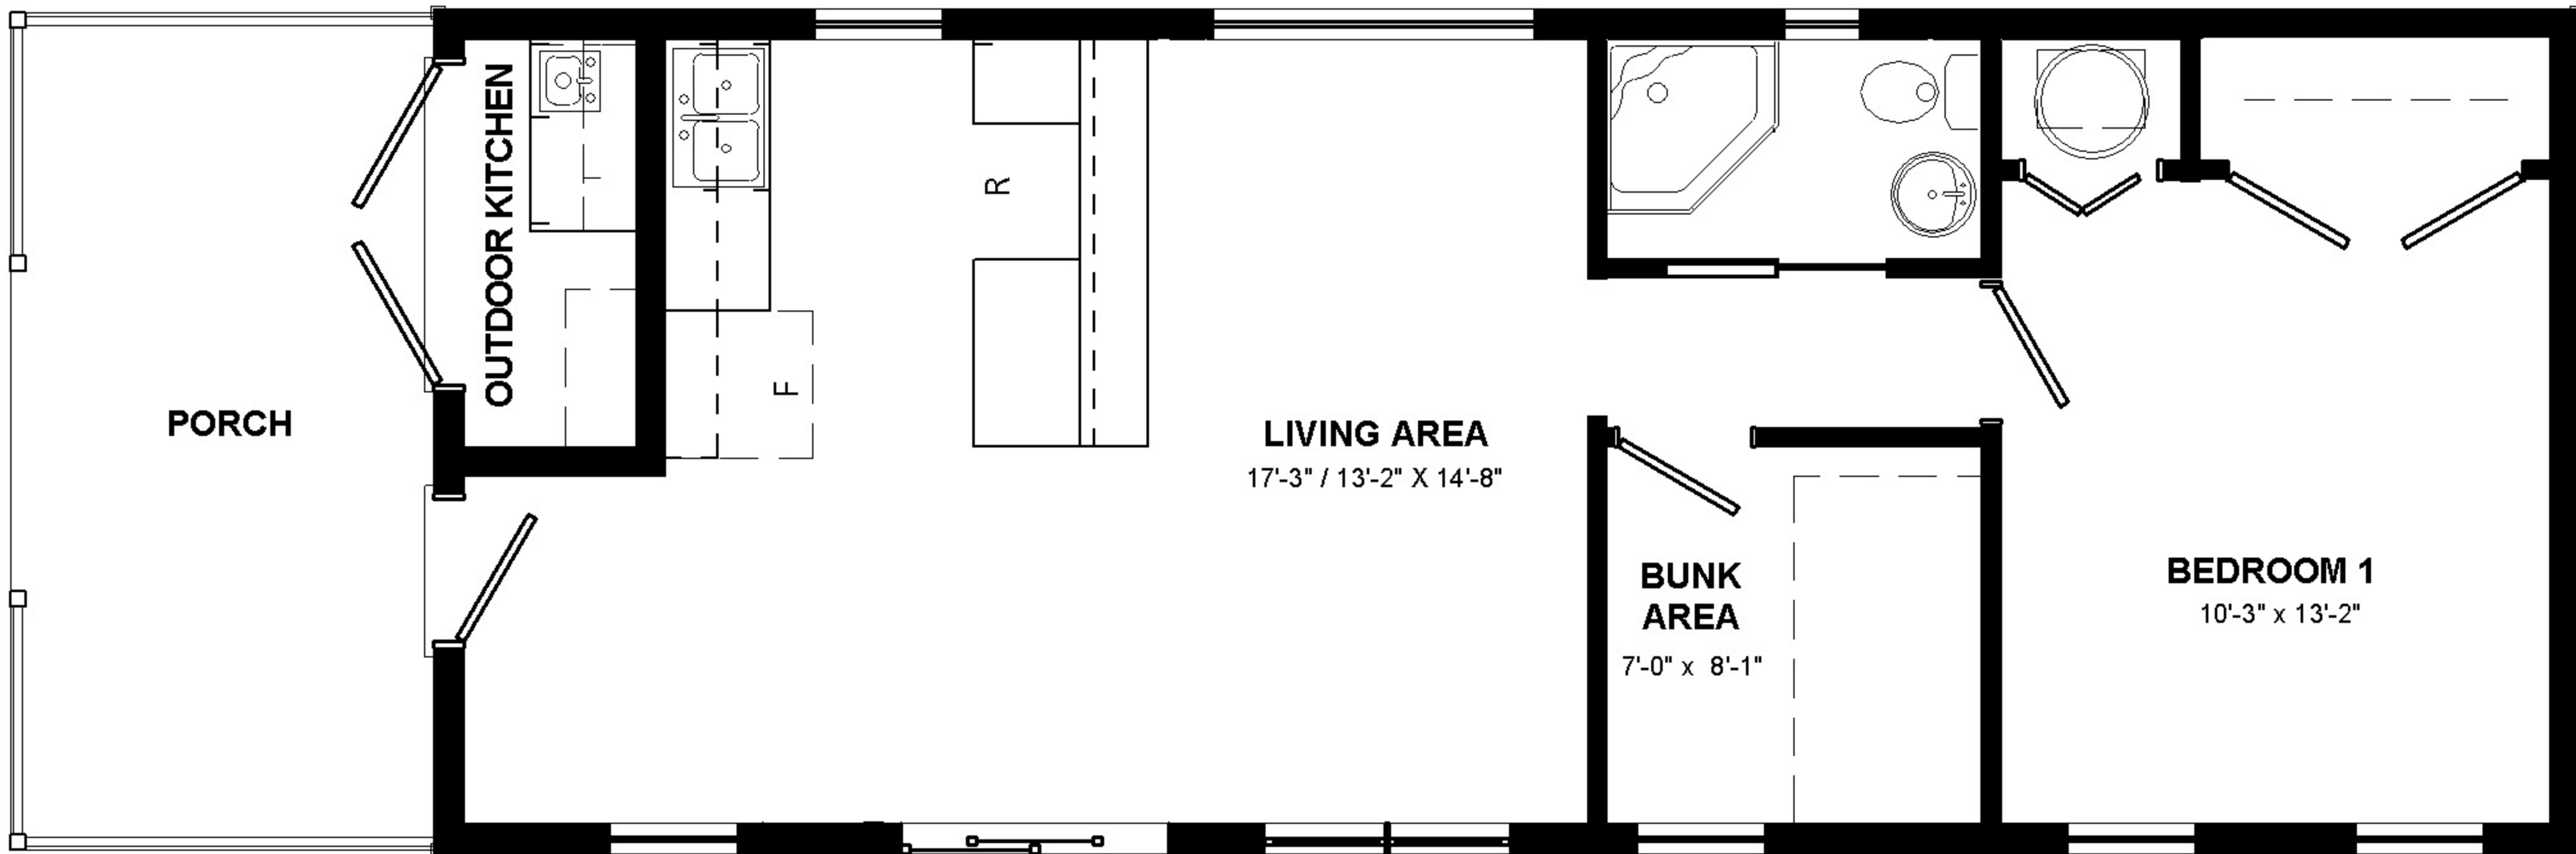 PORCH
OUTDOOR KITCHEN
F
R
LIVING AREA
17'-3" / 13'-2" X 14'-8"
BUNK
AREA
7'-0" x 8'-1"
BEDROOM 1
10'-3" x 13'-2"